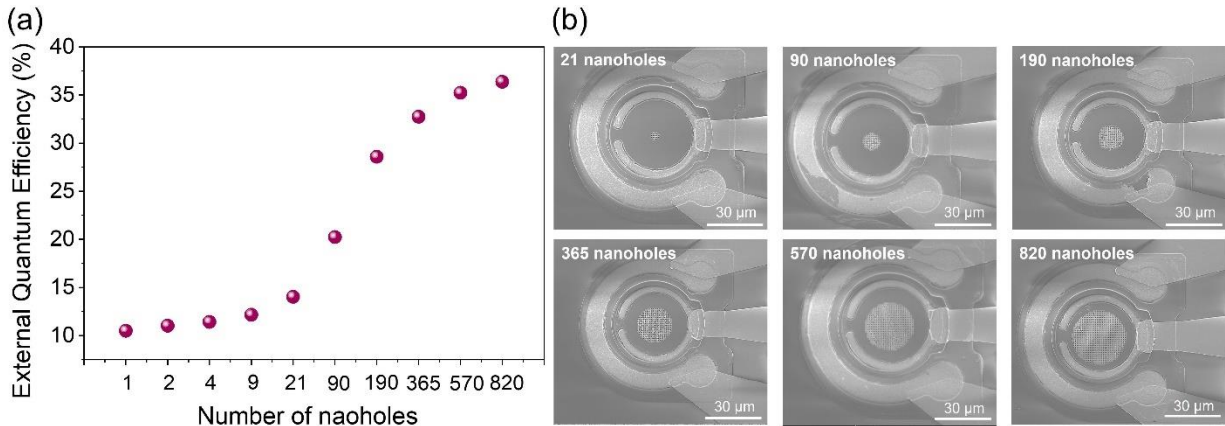 (a)
External Quantum Efficiency (%)
40
35
30
25
20
15
10
1 2 4 9 21 90 190 365 570 820
Number of naoholes
(b)
21 nanoholes
30 μm
90 nanoholes
30 μm
190 nanoholes
30 μm
365 nanoholes
30 μm
570 nanoholes
30 μm
820 nanoholes
30 μm